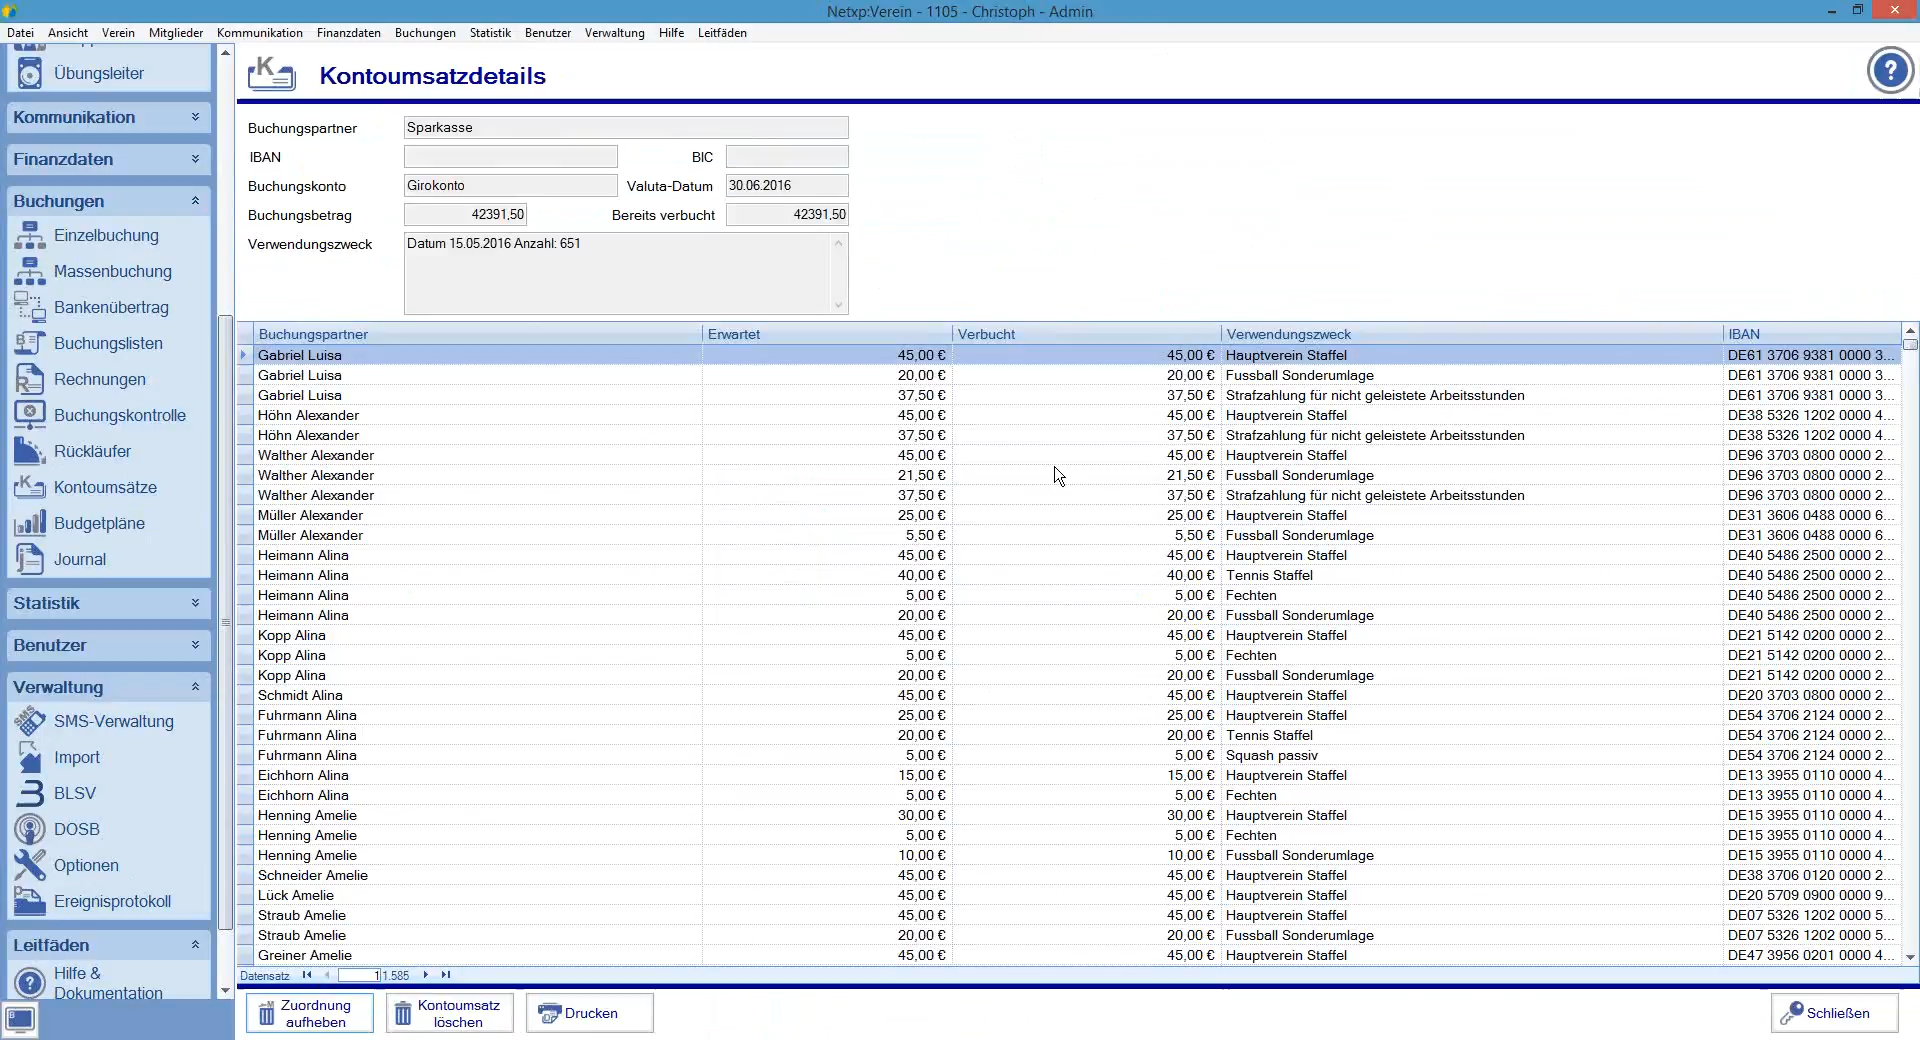 Netxp:Verein - 1105 - Christoph - Admin
Datei Ansicht Verein Mitglieder Kommunikation Finanzdaten Buchungen Statistik Benutzer Verwaltung Hilfe Leitfäden
Übungsleiter
Kommunikation
Finanzdaten
Buchungen
Einzelbuchung
Massenbuchung
Bankenübertrag
Buchungslisten
Rechnungen
Buchungskontrolle
Rückläufer
Kontoumsätze
Budgetpläne
Journal
Statistik
Benutzer
Verwaltung
SMS-Verwaltung
Import
BLSV
DOSB
Optionen
Ereignisprotokoll
Leitfäden
Hilfe &
Dokumentation
Kontoumsatzdetails
Buchungspartner Sparkasse
IBAN BIC
Buchungskonto Girokonto Valuta-Datum 30.06.2016
Buchungsbetrag 42391,50 Bereits verbucht 42391,50
Verwendungszweck Datum 15.05.2016 Anzahl: 651
Buchungspartner Erwartet Verbucht Verwendungszweck IBAN
Gabriel Luisa 45,00 € 45,00 € Hauptverein Staffel DE61 3706 9381 0000 3...
Gabriel Luisa 20,00 € 20,00 € Fussball Sonderumlage DE61 3706 9381 0000 3...
Gabriel Luisa 37,50 € 37,50 € Strafzahlung für nicht geleistete Arbeitsstunden DE61 3706 9381 0000 3...
Höhn Alexander 45,00 € 45,00 € Hauptverein Staffel DE38 5326 1202 0000 4...
Höhn Alexander 37,50 € 37,50 € Strafzahlung für nicht geleistete Arbeitsstunden DE38 5326 1202 0000 4...
Walther Alexander 45,00 € 45,00 € Hauptverein Staffel DE96 3703 0800 0000 2...
Walther Alexander 21,50 € 21,50 € Fussball Sonderumlage DE96 3703 0800 0000 2...
Walther Alexander 37,50 € 37,50 € Strafzahlung für nicht geleistete Arbeitsstunden DE96 3703 0800 0000 2...
Müller Alexander 25,00 € 25,00 € Hauptverein Staffel DE31 3606 0488 0000 6...
Müller Alexander 5,50 € 5,50 € Fussball Sonderumlage DE31 3606 0488 0000 6...
Heimann Alina 45,00 € 45,00 € Hauptverein Staffel DE40 5486 2500 0000 2...
Heimann Alina 40,00 € 40,00 € Tennis Staffel DE40 5486 2500 0000 2...
Heimann Alina 5,00 € 5,00 € Fechten DE40 5486 2500 0000 2...
Heimann Alina 20,00 € 20,00 € Fussball Sonderumlage DE40 5486 2500 0000 2...
Kopp Alina 45,00 € 45,00 € Hauptverein Staffel DE21 5142 0200 0000 2...
Kopp Alina 5,00 € 5,00 € Fechten DE21 5142 0200 0000 2...
Kopp Alina 20,00 € 20,00 € Fussball Sonderumlage DE21 5142 0200 0000 2...
Schmidt Alina 45,00 € 45,00 € Hauptverein Staffel DE20 3703 0800 0000 2...
Fuhrmann Alina 25,00 € 25,00 € Hauptverein Staffel DE54 3706 2124 0000 2...
Fuhrmann Alina 20,00 € 20,00 € Tennis Staffel DE54 3706 2124 0000 2...
Fuhrmann Alina 5,00 € 5,00 € Squash passiv DE54 3706 2124 0000 2...
Eichhorn Alina 15,00 € 15,00 € Hauptverein Staffel DE13 3955 0110 0000 4...
Eichhorn Alina 5,00 € 5,00 € Fechten DE13 3955 0110 0000 4...
Henning Amelie 30,00 € 30,00 € Hauptverein Staffel DE15 3955 0110 0000 4...
Henning Amelie 5,00 € 5,00 € Fechten DE15 3955 0110 0000 4...
Henning Amelie 10,00 € 10,00 € Fussball Sonderumlage DE15 3955 0110 0000 4...
Schneider Amelie 45,00 € 45,00 € Hauptverein Staffel DE38 3706 0120 0000 2...
Lück Amelie 45,00 € 45,00 € Hauptverein Staffel DE20 5709 0900 0000 9...
Straub Amelie 45,00 € 45,00 € Hauptverein Staffel DE07 5326 1202 0000 5...
Straub Amelie 20,00 € 20,00 € Fussball Sonderumlage DE07 5326 1202 0000 5...
Greiner Amelie 45,00 € 45,00 € Hauptverein Staffel DE47 3956 0201 0000 4...
Datensatz 1 1.585
Zuordnung aufheben
Kontoumsatz löschen
Drucken
Schließen